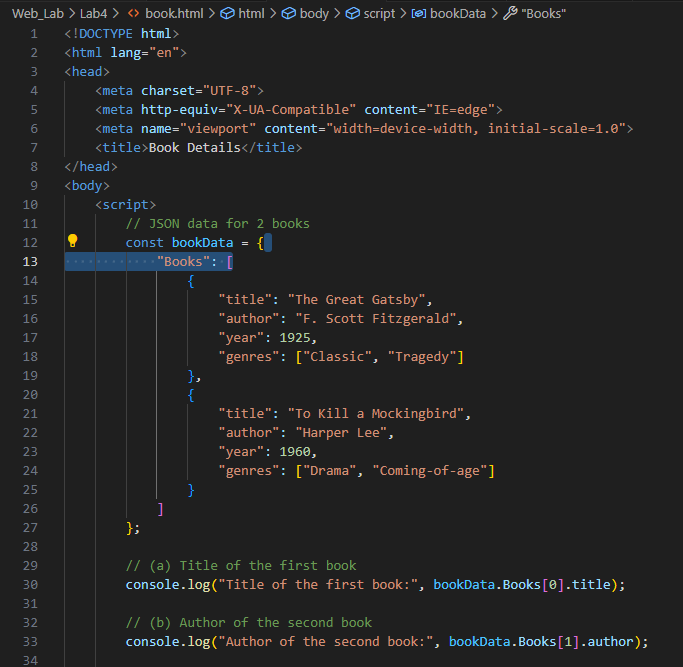 Web_Lab > Lab4 > book.html > html > body > script > bookData > "Books"
1 <!DOCTYPE html>
2 <html lang="en">
3 <head>
4     <meta charset="UTF-8">
5     <meta http-equiv="X-UA-Compatible" content="IE=edge">
6     <meta name="viewport" content="width=device-width, initial-scale=1.0">
7     <title>Book Details</title>
8 </head>
9 <body>
10     <script>
11         // JSON data for 2 books
12         const bookData = {
13             "Books": [
14                 {
15                     "title": "The Great Gatsby",
16                     "author": "F. Scott Fitzgerald",
17                     "year": 1925,
18                     "genres": ["Classic", "Tragedy"]
19                 },
20                 {
21                     "title": "To Kill a Mockingbird",
22                     "author": "Harper Lee",
23                     "year": 1960,
24                     "genres": ["Drama", "Coming-of-age"]
25                 }
26             ]
27         };
28
29         // (a) Title of the first book
30         console.log("Title of the first book:", bookData.Books[0].title);
31
32         // (b) Author of the second book
33         console.log("Author of the second book:", bookData.Books[1].author);
34